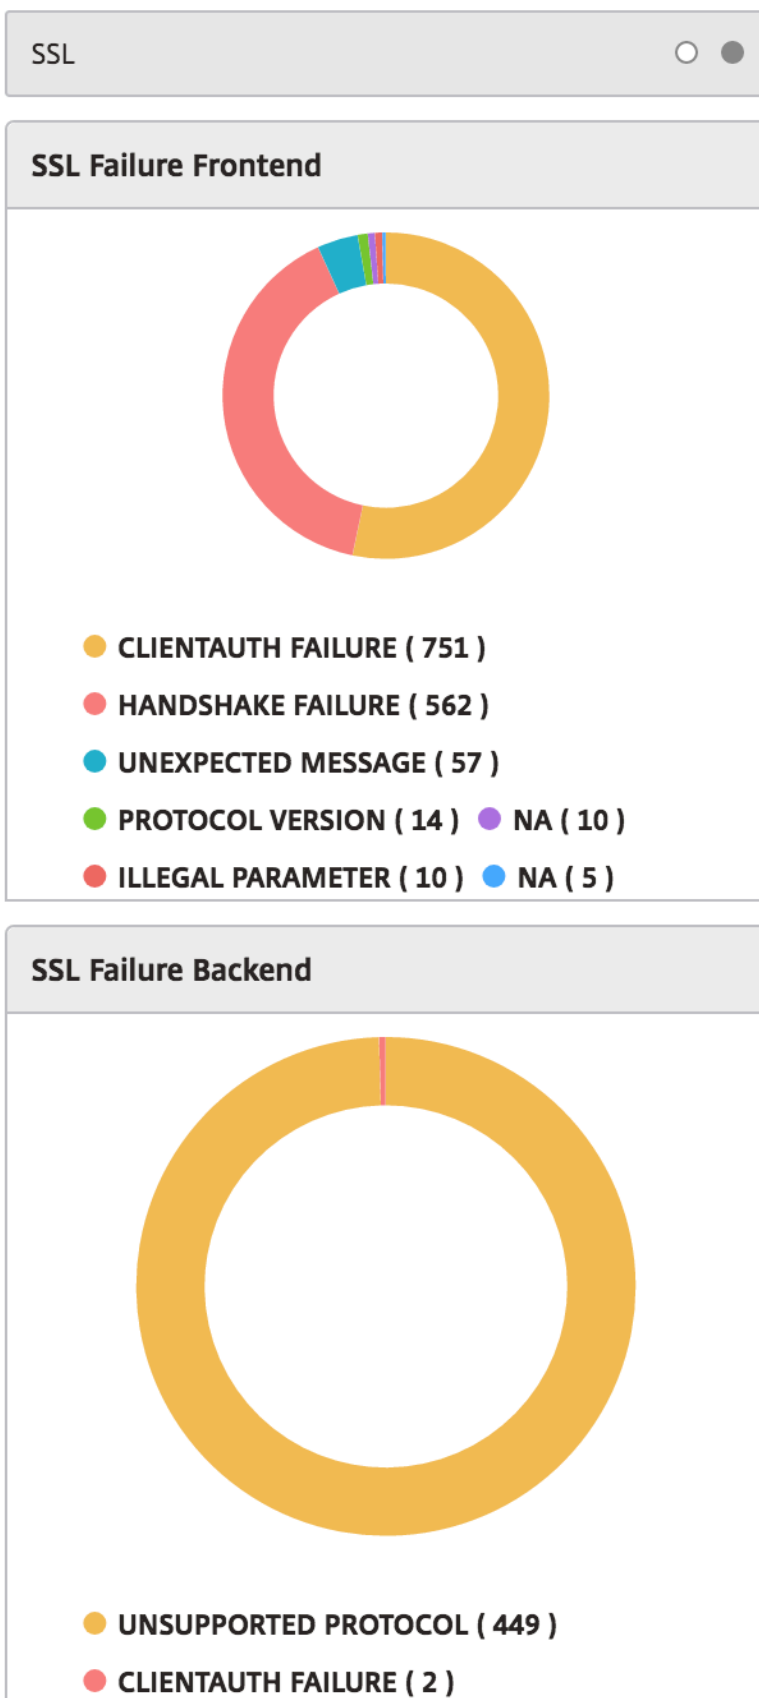 SSL
SSL Failure Frontend
CLIENTAUTH FAILURE ( 751 )
HANDSHAKE FAILURE ( 562 )
UNEXPECTED MESSAGE ( 57 )
PROTOCOL VERSION ( 14 ) NA ( 10 )
ILLEGAL PARAMETER ( 10 ) NA ( 5 )
SSL Failure Backend
UNSUPPORTED PROTOCOL ( 449 )
CLIENTAUTH FAILURE ( 2 )